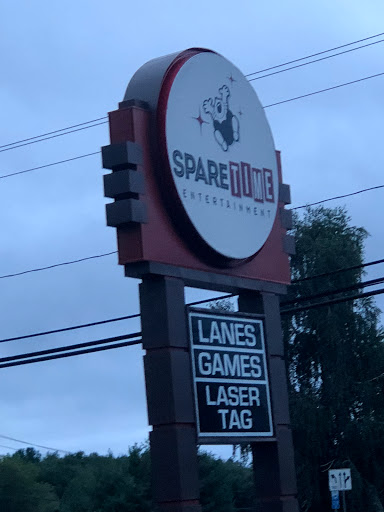 SPARE TIME
ENTERTAINMENT
LANES
GAMES
LASER
TAG